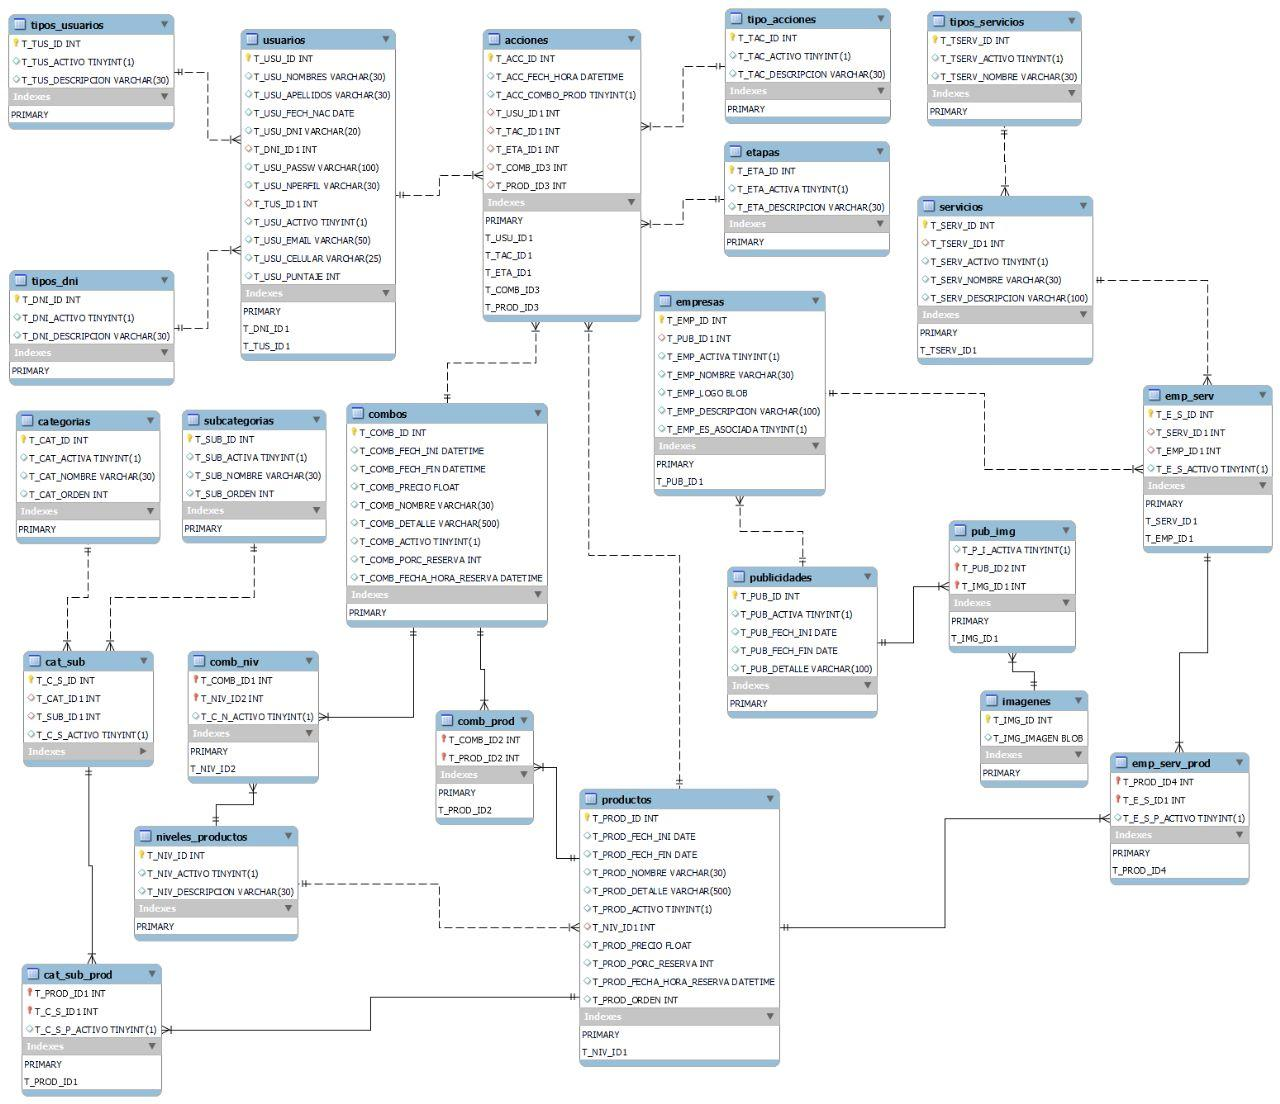 tipos_usuarios
T_TUS_ID INT
T_TUS_ACTIVO TINYINT(1)
T_TUS_DESCRIPCION VARCHAR(30)
Indexes
PRIMARY
usuarios
T_USU_ID INT
T_USU_NOMBRES VARCHAR(30)
T_USU_APELLIDOS VARCHAR(30)
T_USU_FECH_NAC DATE
T_USU_DNI VARCHAR(20)
T_DNI_ID1 INT
T_USU_PASSW VARCHAR(100)
T_USU_NPERFIL VARCHAR(30)
T_TUS_ID1 INT
T_USU_ACTIVO TINYINT(1)
T_USU_EMAIL VARCHAR(50)
T_USU_CELULAR VARCHAR(25)
T_USU_PUNTAJE INT
Indexes
PRIMARY
T_DNI_ID1
T_TUS_ID1
acciones
T_ACC_ID INT
T_ACC_FECH_HORA DATETIME
T_ACC_COMBO_PROD TINYINT(1)
T_USU_ID1 INT
T_TAC_ID1 INT
T_ETA_ID1 INT
T_COMB_ID3 INT
T_PROD_ID3 INT
Indexes
PRIMARY
T_USU_ID1
T_TAC_ID1
T_ETA_ID1
T_COMB_ID3
T_PROD_ID3
tipo_acciones
T_TAC_ID INT
T_TAC_ACTIVO TINYINT(1)
T_TAC_DESCRIPCION VARCHAR(30)
Indexes
PRIMARY
tipos_servicios
T_TSERV_ID INT
T_TSERV_ACTIVO TINYINT(1)
T_TSERV_NOMBRE VARCHAR(30)
Indexes
PRIMARY
etapas
T_ETA_ID INT
T_ETA_ACTIVA TINYINT(1)
T_ETA_DESCRIPCION VARCHAR(30)
Indexes
PRIMARY
servicios
T_SERV_ID INT
T_TSERV_ID1 INT
T_SERV_ACTIVO TINYINT(1)
T_SERV_NOMBRE VARCHAR(30)
T_SERV_DESCRIPCION VARCHAR(100)
Indexes
PRIMARY
T_TSERV_ID1
tipos_dni
T_DNI_ID INT
T_DNI_ACTIVO TINYINT(1)
T_DNI_DESCRIPCION VARCHAR(30)
Indexes
PRIMARY
empresas
T_EMP_ID INT
T_PUB_ID1 INT
T_EMP_ACTIVA TINYINT(1)
T_EMP_NOMBRE VARCHAR(30)
T_EMP_LOGO BLOB
T_EMP_DESCRIPCION VARCHAR(100)
T_EMP_ES_ASOCIADA TINYINT(1)
Indexes
PRIMARY
T_PUB_ID1
emp_serv
T_E_S_ID INT
T_SERV_ID1 INT
T_EMP_ID1 INT
T_E_S_ACTIVO TINYINT(1)
Indexes
PRIMARY
T_SERV_ID1
T_EMP_ID1
categorias
T_CAT_ID INT
T_CAT_ACTIVA TINYINT(1)
T_CAT_NOMBRE VARCHAR(30)
T_CAT_ORDEN INT
Indexes
PRIMARY
subcategorias
T_SUB_ID INT
T_SUB_ACTIVA TINYINT(1)
T_SUB_NOMBRE VARCHAR(30)
T_SUB_ORDEN INT
Indexes
PRIMARY
combos
T_COMB_ID INT
T_COMB_FECH_INI DATETIME
T_COMB_FECH_FIN DATETIME
T_COMB_PRECIO FLOAT
T_COMB_NOMBRE VARCHAR(30)
T_COMB_DETALLE VARCHAR(500)
T_COMB_ACTIVO TINYINT(1)
T_COMB_PORC_RESERVA INT
T_COMB_FECHA_HORA_RESERVA DATETIME
Indexes
PRIMARY
pub_img
T_P_I_ACTIVA TINYINT(1)
T_PUB_ID2 INT
T_IMG_ID1 INT
Indexes
PRIMARY
T_IMG_ID1
publicidades
T_PUB_ID INT
T_PUB_ACTIVA TINYINT(1)
T_PUB_FECH_INI DATE
T_PUB_FECH_FIN DATE
T_PUB_DETALLE VARCHAR(100)
Indexes
PRIMARY
cat_sub
T_C_S_ID INT
T_CAT_ID1 INT
T_SUB_ID1 INT
T_C_S_ACTIVO TINYINT(1)
Indexes
comb_niv
T_COMB_ID1 INT
T_NIV_ID2 INT
T_C_N_ACTIVO TINYINT(1)
Indexes
PRIMARY
T_NIV_ID2
comb_prod
T_COMB_ID2 INT
T_PROD_ID2 INT
Indexes
PRIMARY
T_PROD_ID2
imagenes
T_IMG_ID INT
T_IMG_IMAGEN BLOB
Indexes
PRIMARY
emp_serv_prod
T_PROD_ID4 INT
T_E_S_ID1 INT
T_E_S_P_ACTIVO TINYINT(1)
Indexes
PRIMARY
T_PROD_ID4
productos
T_PROD_ID INT
T_PROD_FECH_INI DATE
T_PROD_FECH_FIN DATE
T_PROD_NOMBRE VARCHAR(30)
T_PROD_DETALLE VARCHAR(500)
T_PROD_ACTIVO TINYINT(1)
T_NIV_ID1 INT
T_PROD_PRECIO FLOAT
T_PROD_PORC_RESERVA INT
T_PROD_FECHA_HORA_RESERVA DATETIME
T_PROD_ORDEN INT
Indexes
PRIMARY
T_NIV_ID1
niveles_productos
T_NIV_ID INT
T_NIV_ACTIVO TINYINT(1)
T_NIV_DESCRIPCION VARCHAR(30)
Indexes
PRIMARY
cat_sub_prod
T_PROD_ID1 INT
T_C_S_ID1 INT
T_C_S_P_ACTIVO TINYINT(1)
Indexes
PRIMARY
T_PROD_ID1